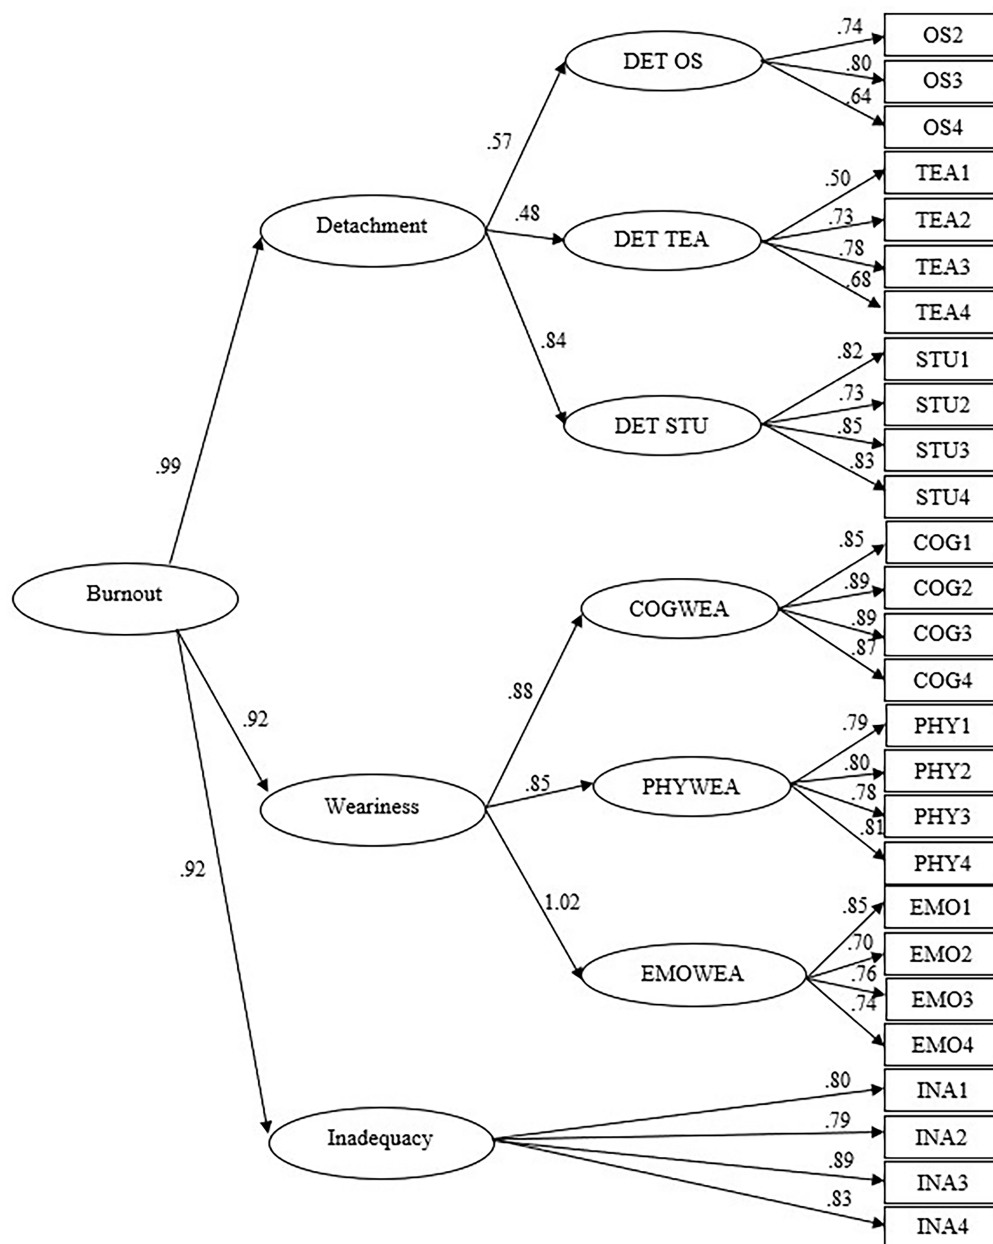 .74
OS2
DET OS
.80
OS3
.64
OS4
.57
.50
TEA1
Detachment
.48
DET TEA
.73
TEA2
.78
TEA3
.68
TEA4
.84
.82
STU1
.73
STU2
DET STU
.85
STU3
.83
STU4
.99
.85
COG1
Burnout
.89
COG2
COGWEA
.89
COG3
.87
COG4
.88
.92
.79
PHY1
.80
PHY2
.85
PHYWEA
.78
PHY3
Weariness
.81
PHY4
.92
1.02
.85
EMO1
.70
EMO2
EMOWEA
.76
EMO3
.74
EMO4
.80
INA1
.79
INA2
Inadequacy
.89
INA3
.83
INA4